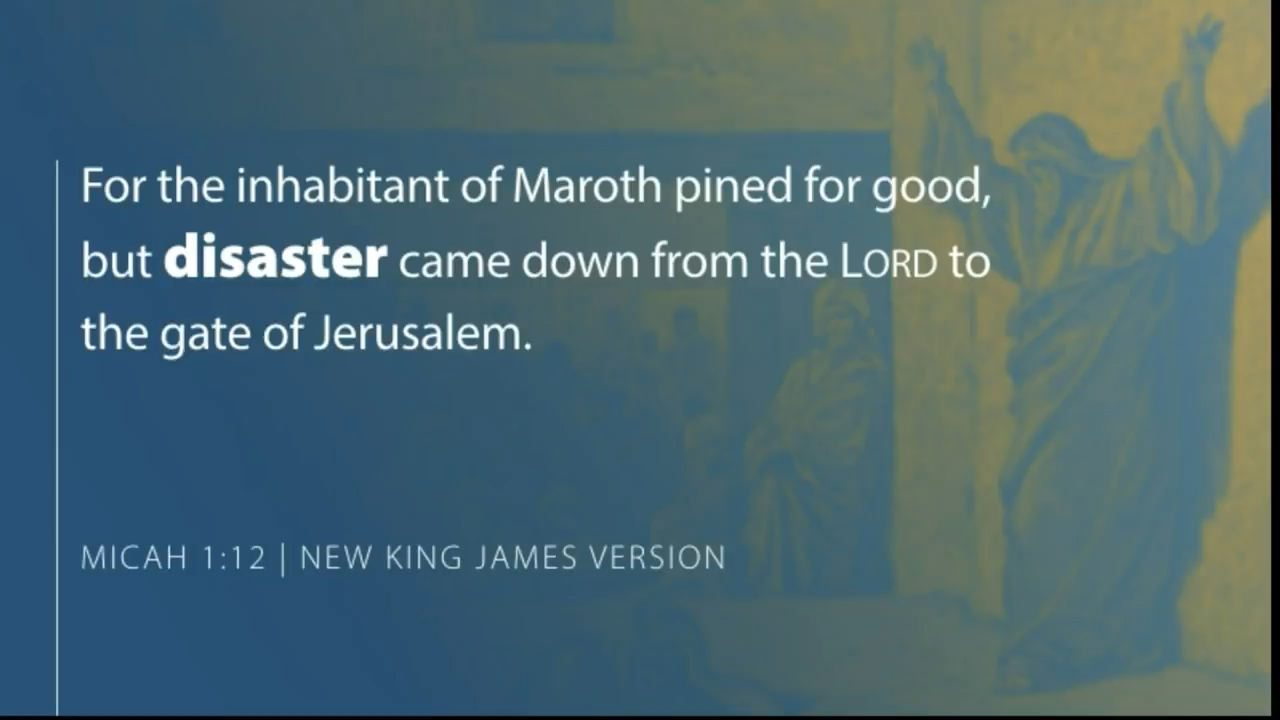 For the inhabitant of Maroth pined for good,
but disaster came down from the LORD to
the gate of Jerusalem.
MICAH 1:12 | NEW KING JAMES VERSION